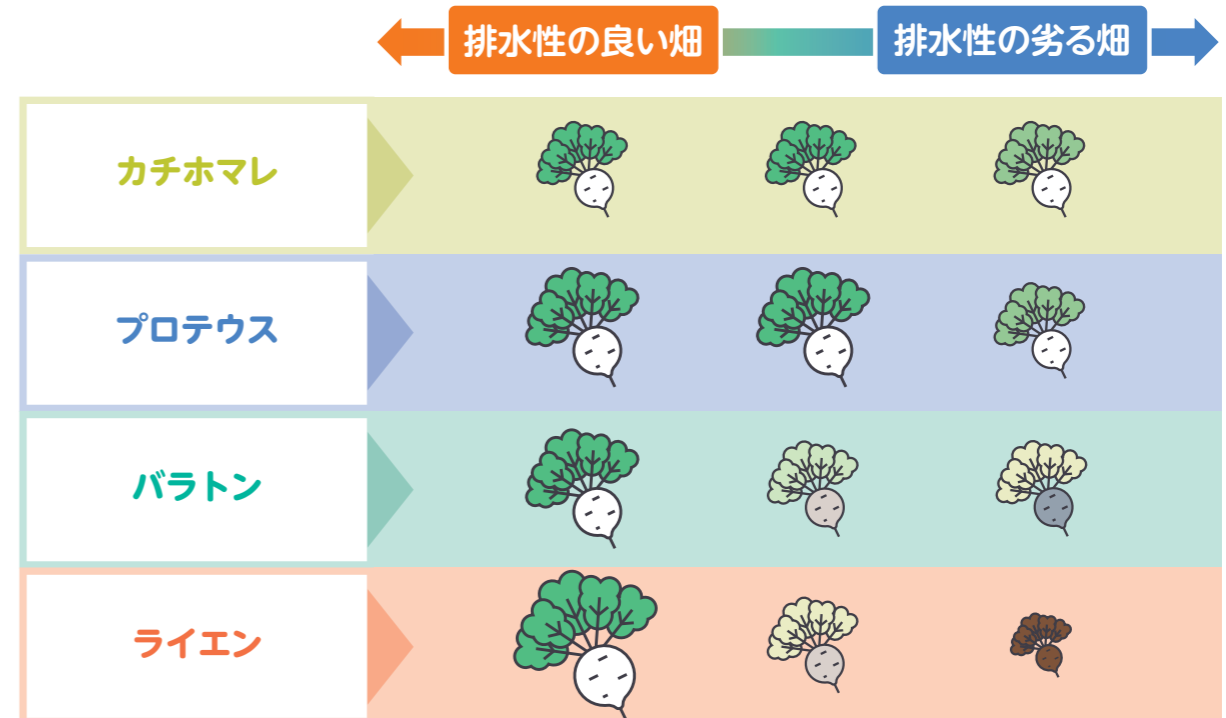 排水性の良い畑
排水性の劣る畑
カチホマレ
プロテウス
バラトン
ライエン